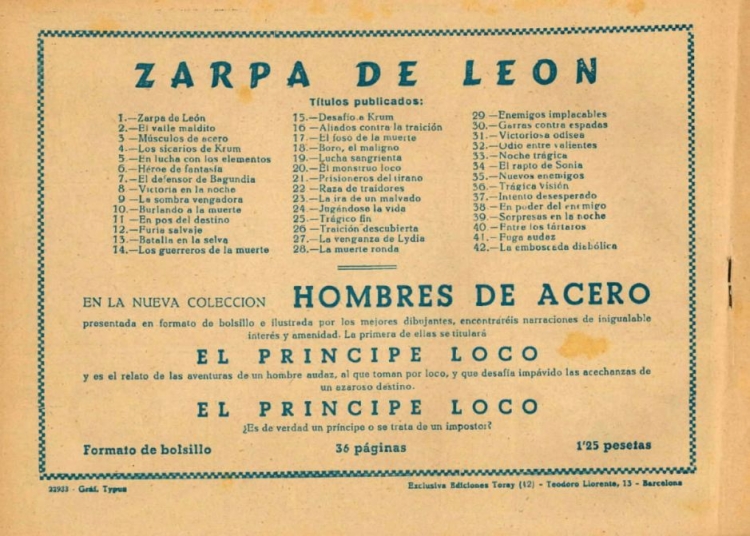 ZARPA DE LEON
Títulos publicados:
1.—Zarpa de León
2.—El valle maldito
3.—Músculos de acero
4.—Los sicarios de Krum
5.—En lucha con los elementos
6.—Héroe de fantasía
7.—El defensor de Bagundia
8—Victoria en la noche
9—La sombra vengadora
10.—Burlando a la muerte
11—En pos del destino
12.—Furia salvaje
13.—Batalla en la selva
14.—Los guerreros de la muerte
15.—Desafío a Krum
16—Aliados contra la traición
17.—El foso de la muerte
18.—Boro, el maligno
19.—Lucha sangrienta
20.—El monstruo loco
21.—Prisioneros del tirano
22—Raza de traidores
23.—La ira de un malvado
24.—Jugándose la vida
25.—Trágico fin
26—Traición descubierta
27.—La venganza de Lydia
28.—La muerte ronda
29—Enemigos implacables
30.—Garras contra espadas
31.—Victoriosa odisea
32.—Odio entre valientes
33.—Noche trágica
34—El rapto de Sonia
35.—Nuevos enemigos
36.—Trágica Visión
37.—Intento desesperado
38—En poder del enemigo
39.—Sorpresas en la noche
40.—Entre los tártaros
41.—Fuga audaz
42.—La emboscada diabólica
EN LA NUEVA COLECCION HOMBRES DE ACERO
presentada en formato de bolsillo e ilustrada por los mejores dibujantes, encontraréis narraciones de inigualable
interés y amenidad. La primera de ellas se titulará
EL PRINCIPE LOCO
y es el relato de las aventuras de un hombre audaz, al que toman por loco, y que desafía impávido las acechanzas de
un azaroso destino.
EL PRINCIPE LOCO
¿Es de verdad un príncipe o se trata de un impostor?
Formato de bolsillo 36 páginas 1'25 pesetas
22933 - Gráf. Typus Exclusiva Ediciones Toray (12) - Teodoro Llorente, 13 - Barcelona